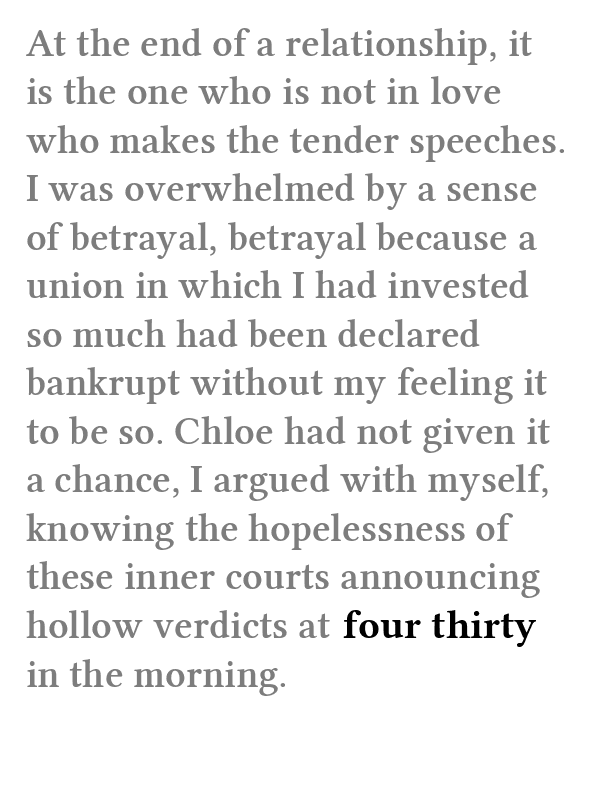 At the end of a relationship, it
is the one who is not in love
who makes the tender speeches.
I was overwhelmed by a sense
of betrayal, betrayal because a
union in which I had invested
so much had been declared
bankrupt without my feeling it
to be so. Chloe had not given it
a chance, I argued with myself,
knowing the hopelessness of
these inner courts announcing
hollow verdicts at four thirty
in the morning.